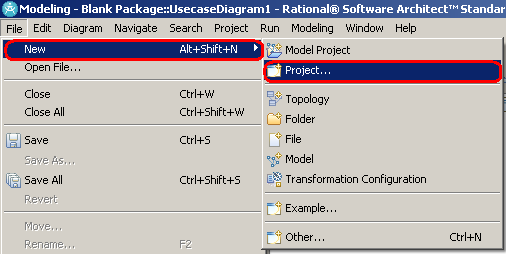 Modeling - Blank Package::UsecaseDiagram1 - Rational® Software Architect™ Standar
File Edit Diagram Navigate Search Project Run Modeling Window Help
New Alt+Shift+N
Open File...
Close Ctrl+W
Close All Ctrl+Shift+W
Save Ctrl+S
Save As...
Save All Ctrl+Shift+S
Revert
Move...
Rename... F2
Model Project
Project...
Topology
Folder
File
Model
Transformation Configuration
Example...
Other... Ctrl+N